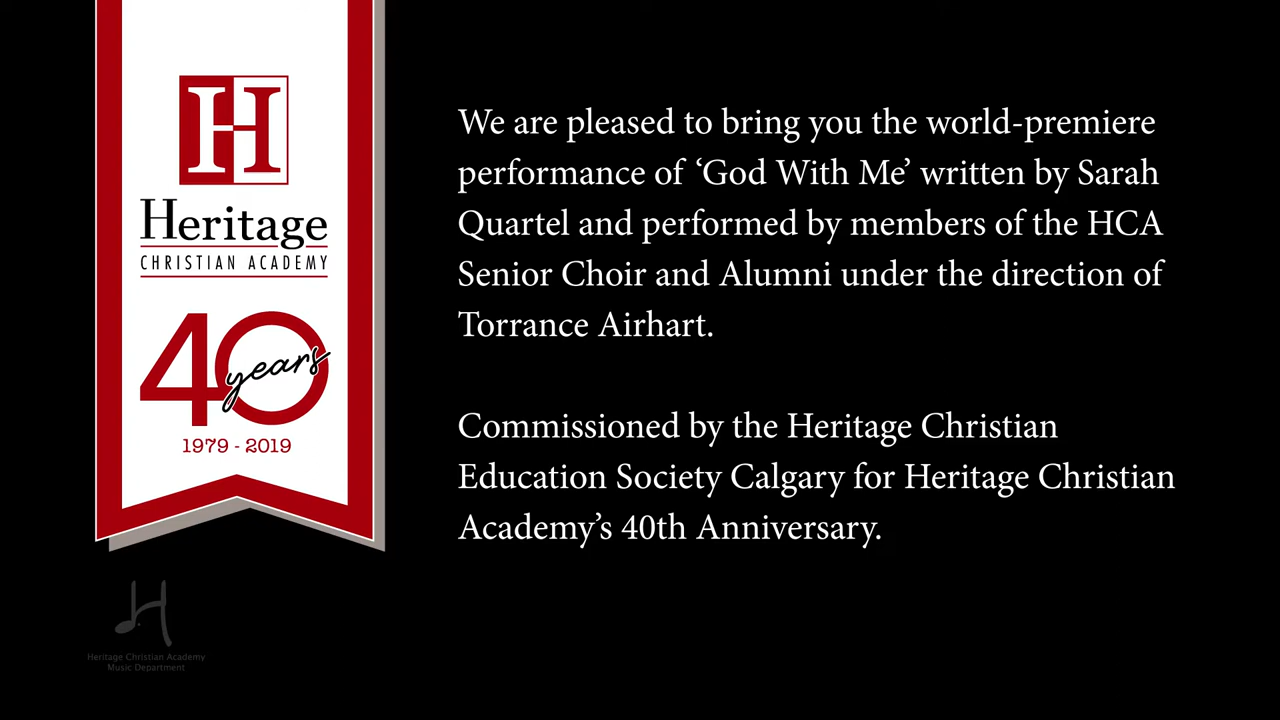 H
Heritage
CHRISTIAN ACADEMY
40
years
1979 - 2019
We are pleased to bring you the world-premiere
performance of ‘God With Me’ written by Sarah
Quartel and performed by members of the HCA
Senior Choir and Alumni under the direction of
Torrance Airhart.
Commissioned by the Heritage Christian
Education Society Calgary for Heritage Christian
Academy’s 40th Anniversary.
Heritage Christian Academy
Music Department